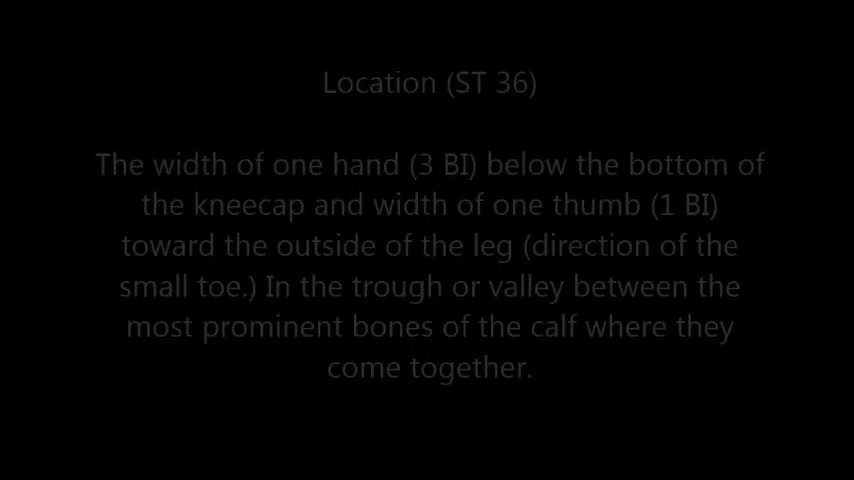 Location (ST 36)
The width of one hand (3 BI) below the bottom of
the kneecap and width of one thumb (1 BI)
toward the outside of the leg (direction of the
small toe.) In the trough or valley between the
most prominent bones of the calf where they
come together.